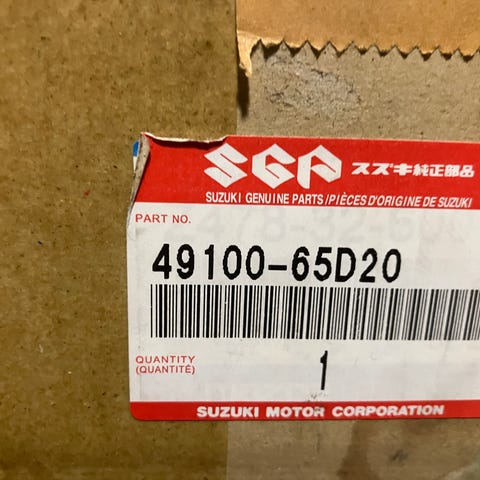 SGP スズキ純正部品
SUZUKI GENUINE PARTS/PIÈCES D'ORIGINE DE SUZUKI
PART NO.
49100-65D20
QUANTITY
(QUANTITÉ)
1
SUZUKI MOTOR CORPORATION